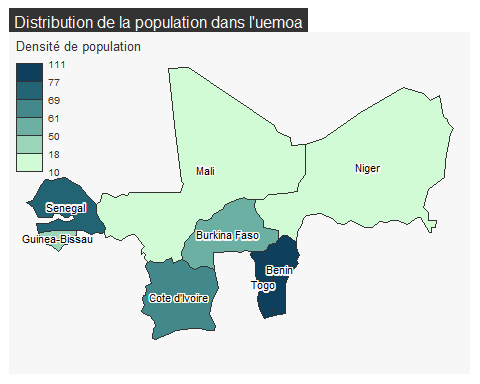 Distribution de la population dans l'uemoa
Densité de population
111
77
69
61
50
18
10
Mali
Niger
Senegal
Guinea-Bissau
Burkina Faso
Benin
Togo
Cote d'Ivoire